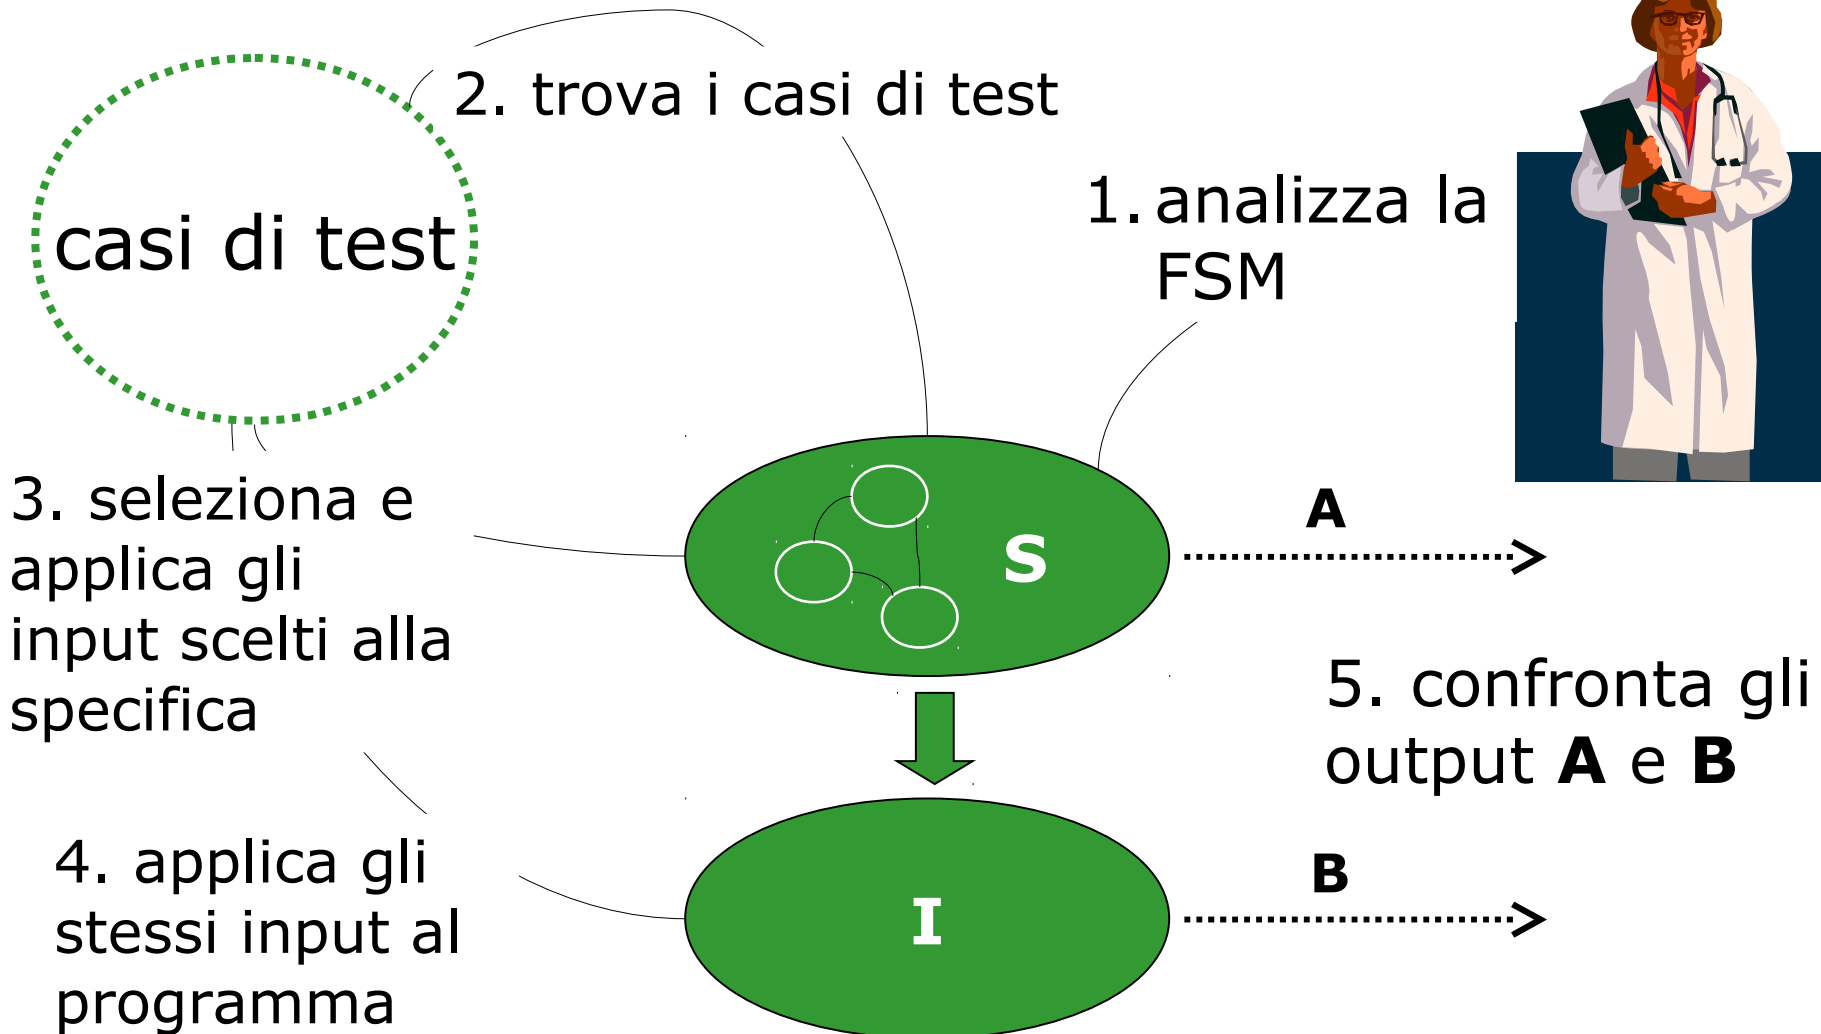 2. trova i casi di test
casi di test
1. analizza la
FSM
3. seleziona e
applica gli
input scelti alla
specifica
S
A
5. confronta gli
output A e B
4. applica gli
stessi input al
programma
I
B